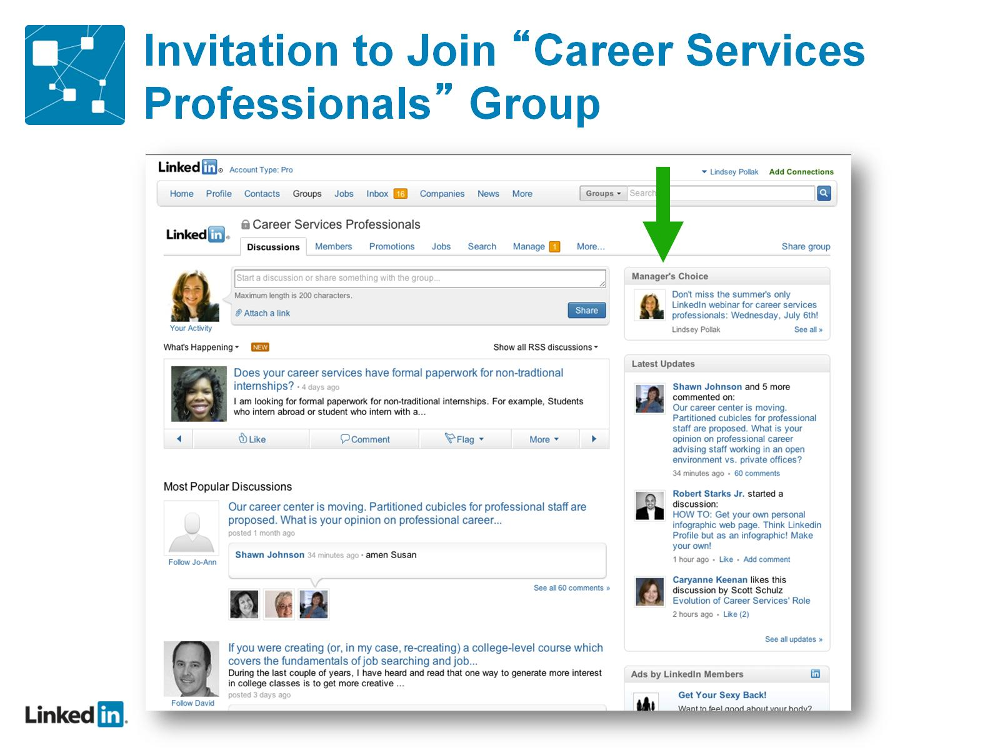 Invitation to Join “Career Services
Professionals” Group
Linked in® Account Type: Pro
Lindsey Pollak Add Connections
Home Profile Contacts Groups Jobs Inbox 16 Companies News More Groups Search
Linked in® Career Services Professionals
Discussions Members Promotions Jobs Search Manage 1 More... Share group
Start a discussion or share something with the group...
Maximum length is 200 characters.
Attach a link
Share
Your Activity
What's Happening NEW Show all RSS discussions
Does your career services have formal paperwork for non-tradtional
internships? · 4 days ago
I am looking for formal paperwork for non-traditional internships. For example, Students
who intern abroad or student who intern with a...
Like Comment Flag More
Most Popular Discussions
Our career center is moving. Partitioned cubicles for professional staff are
proposed. What is your opinion on professional career...
posted 1 month ago
Follow Jo-Ann
Shawn Johnson 34 minutes ago • amen Susan
See all 60 comments »
If you were creating (or, in my case, re-creating) a college-level course which
covers the fundamentals of job searching and job...
During the last couple of years, I have heard and read that one way to generate more interest
in college classes is to get more creative ...
posted 3 days ago
Follow David
Manager's Choice
Don't miss the summer's only
LinkedIn webinar for career services
professionals: Wednesday, July 6th!
Lindsey Pollak See all »
Latest Updates
Shawn Johnson and 5 more
commented on:
Our career center is moving.
Partitioned cubicles for professional
staff are proposed. What is your
opinion on professional career
advising staff working in an open
environment vs. private offices?
34 minutes ago • 60 comments
Robert Starks Jr. started a
discussion:
HOW TO: Get your own personal
infographic web page. Think Linkedin
Profile but as an infographic! Make
your own!
1 hour ago • Like • Add comment
Caryanne Keenan likes this
discussion by Scott Schulz
Evolution of Career Services' Role
2 hours ago • Like (2)
See all updates »
Ads by LinkedIn Members in
Get Your Sexy Back!
Want to feel good about your body?
Linked in.